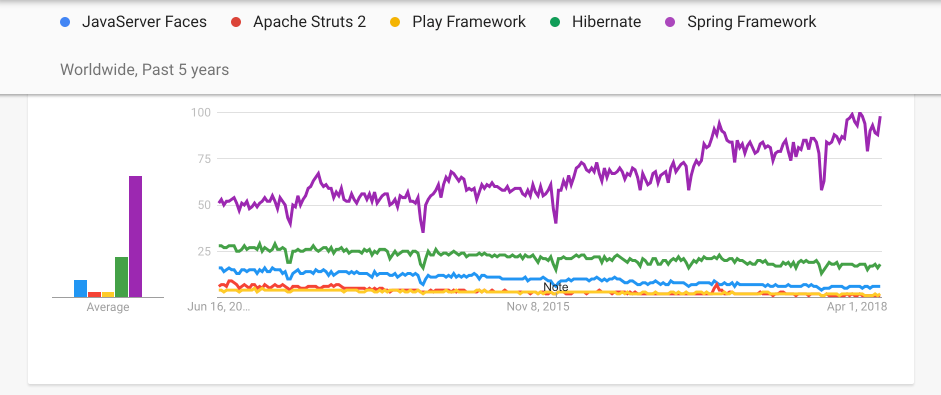 JavaServer Faces Apache Struts 2 Play Framework Hibernate Spring Framework
Worldwide, Past 5 years
100
75
50
25
Note
Average Jun 16, 20... Nov 8, 2015 Apr 1, 2018